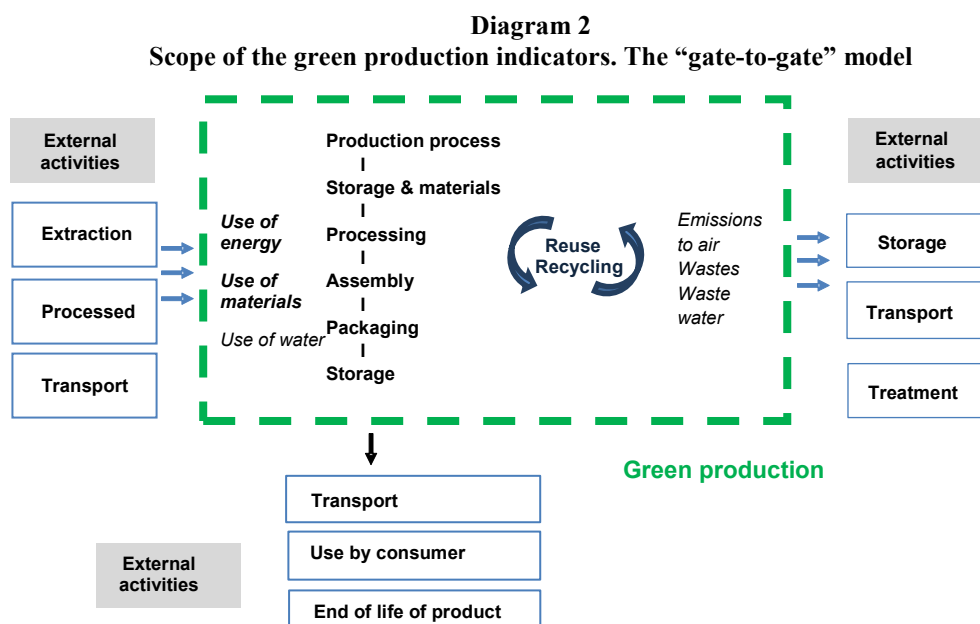 Diagram 2
Scope of the green production indicators. The “gate-to-gate” model
External
activities
Extraction
Processed
Transport
Use of
energy
Use of
materials
Use of water
Production process
Storage & materials
Processing
Assembly
Packaging
Storage
Reuse
Recycling
Emissions
to air
Wastes
Waste
water
External
activities
Storage
Transport
Treatment
Green production
External
activities
Transport
Use by consumer
End of life of product